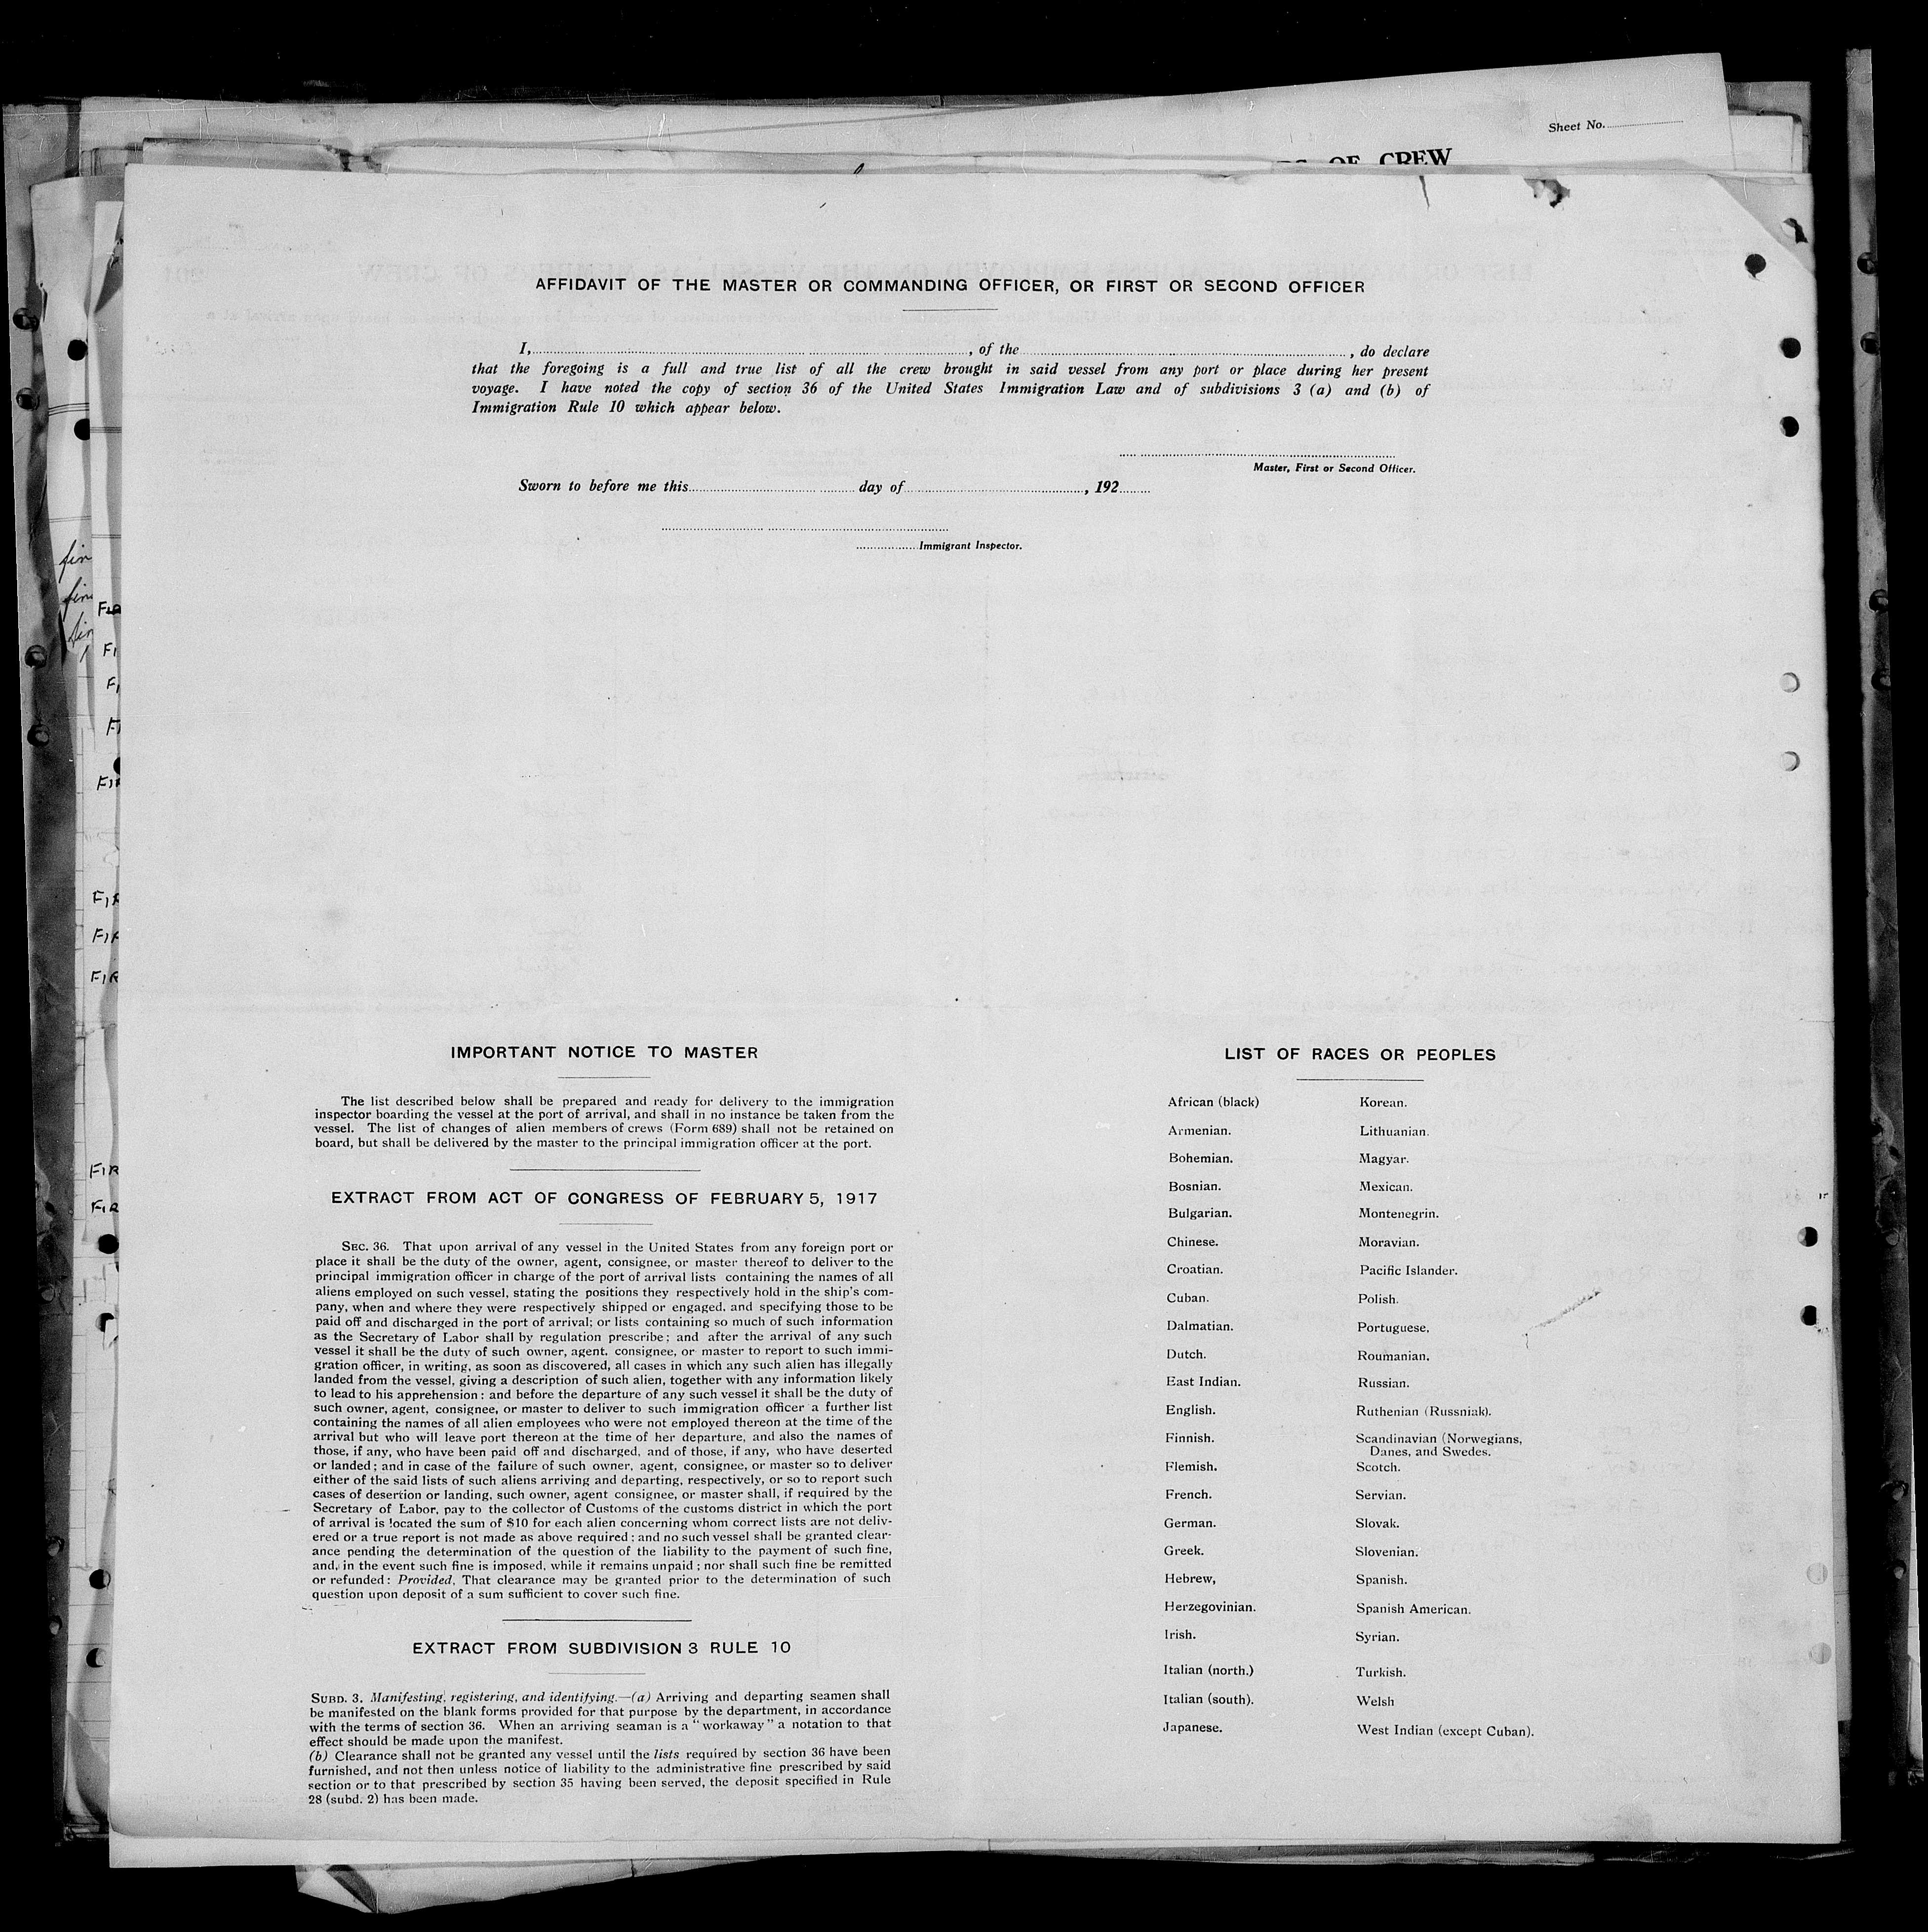 Sheet No.
OF CREW
AFFIDAVIT OF THE MASTER OR COMMANDING OFFICER, OR FIRST OR SECOND OFFICER
I, , of the , do declare
that the foregoing is a full and true list of all the crew brought in said vessel from any port or place during her present
voyage. I have noted the copy of section 36 of the United States Immigration Law and of subdivisions 3 (a) and (b) of
Immigration Rule 10 which appear below.
Master, First or Second Officer.
Sworn to before me this day of , 192
Immigrant Inspector.
IMPORTANT NOTICE TO MASTER
The list described below shall be prepared and ready for delivery to the immigration
inspector boarding the vessel at the port of arrival, and shall in no instance be taken from the
vessel. The list of changes of alien members of crews (Form 689) shall not be retained on
board, but shall be delivered by the master to the principal immigration officer at the port.
EXTRACT FROM ACT OF CONGRESS OF FEBRUARY 5, 1917
SEC. 36. That upon arrival of any vessel in the United States from any foreign port or
place it shall be the duty of the owner, agent, consignee, or master thereof to deliver to the
principal immigration officer in charge of the port of arrival lists containing the names of all
aliens employed on such vessel, stating the positions they respectively hold in the ship's com-
pany, when and where they were respectively shipped or engaged, and specifying those to be
paid off and discharged in the port of arrival; or lists containing so much of such information
as the Secretary of Labor shall by regulation prescribe; and after the arrival of any such
vessel it shall be the duty of such owner, agent. consignee, or master to report to such immi-
gration officer, in writing, as soon as discovered, all cases in which any such alien has illegally
landed from the vessel, giving a description of such alien, together with any information likely
to lead to his apprehension: and before the departure of any such vessel it shall be the duty of
such owner, agent, consignee, or master to deliver to such immigration officer a further list
containing the names of all alien employees who were not employed thereon at the time of the
arrival but who will leave port thereon at the time of her departure, and also the names of
those, if any, who have been paid off and discharged, and of those, if any, who have deserted
or landed; and in case of the failure of such owner, agent, consignee, or master so to deliver
either of the said lists of such aliens arriving and departing, respectively, or so to report such
cases of desertion or landing, such owner, agent consignee, or master shall, if required by the
Secretary of Labor, pay to the collector of Customs of the customs district in which the port
of arrival is located the sum of $10 for each alien concerning whom correct lists are not deliv-
ered or a true report is not made as above required; and no such vessel shall be granted clear-
ance pending the determination of the question of the liability to the payment of such fine,
and, in the event such fine is imposed, while it remains unpaid; nor shall such fine be remitted
or refunded: Provided, That clearance may be granted prior to the determination of such
question upon deposit of a sum sufficient to cover such fine.
EXTRACT FROM SUBDIVISION 3 RULE 10
SUBD. 3. Manifesting, registering, and identifying.—(a) Arriving and departing seamen shall
be manifested on the blank forms provided for that purpose by the department, in accordance
with the terms of section 36. When an arriving seaman is a "workaway" a notation to that
effect should be made upon the manifest.
(b) Clearance shall not be granted any vessel until the lists required by section 36 have been
furnished, and not then unless notice of liability to the administrative fine prescribed by said
section or to that prescribed by section 35 having been served, the deposit specified in Rule
28 (subd. 2) has been made.
LIST OF RACES OR PEOPLES
African (black)
Armenian.
Bohemian.
Bosnian.
Bulgarian.
Chinese.
Croatian.
Cuban.
Dalmatian.
Dutch.
East Indian.
English.
Finnish.
Flemish.
French.
German.
Greek.
Hebrew,
Herzegovinian.
Irish.
Italian (north.)
Italian (south).
Japanese.
Korean.
Lithuanian.
Magyar.
Mexican.
Montenegrin.
Moravian.
Pacific Islander.
Polish.
Portuguese,
Roumanian.
Russian.
Ruthenian (Russniak).
Scandinavian (Norwegians,
Danes, and Swedes.
Scotch.
Servian.
Slovak.
Slovenian.
Spanish.
Spanish American.
Syrian.
Turkish.
Welsh
West Indian (except Cuban).